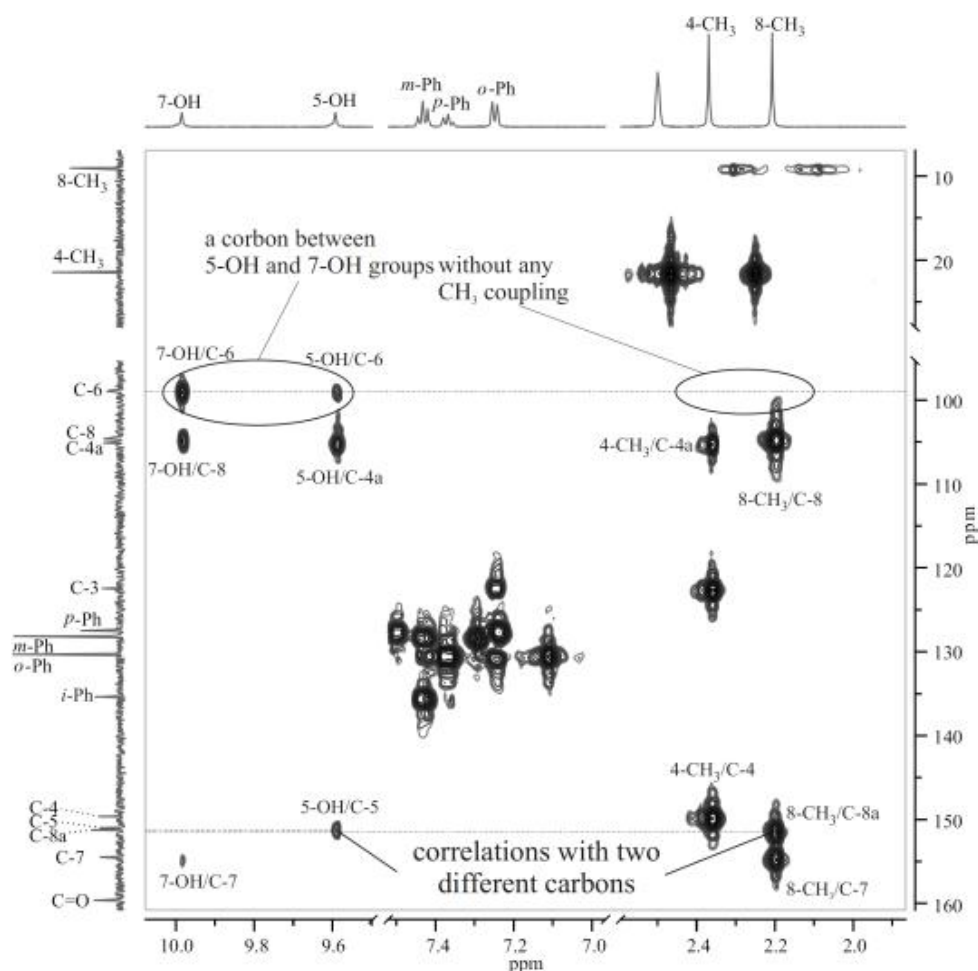 4-CH3
8-CH3
m-Ph
o-Ph
p-Ph
7-OH
5-OH
8-CH3
4-CH3
C-6
C-8
C-4a
C-3
p-Ph
m-Ph
o-Ph
i-Ph
C-4
C-5
C-8a
C-7
C=O
a corbon between
5-OH and 7-OH groups
without any
CH3 coupling
7-OH/C-6
5-OH/C-6
7-OH/C-8
5-OH/C-4a
4-CH3/C-4a
8-CH3/C-8
4-CH3/C-4
5-OH/C-5
8-CH3/C-8a
correlations with two
different carbons
7-OH/C-7
8-CH3/C-7
10
20
100
110
120
130
140
150
160
ppm
10.0
9.8
9.6
7.4
7.2
7.0
2.4
2.2
2.0
ppm
ppm